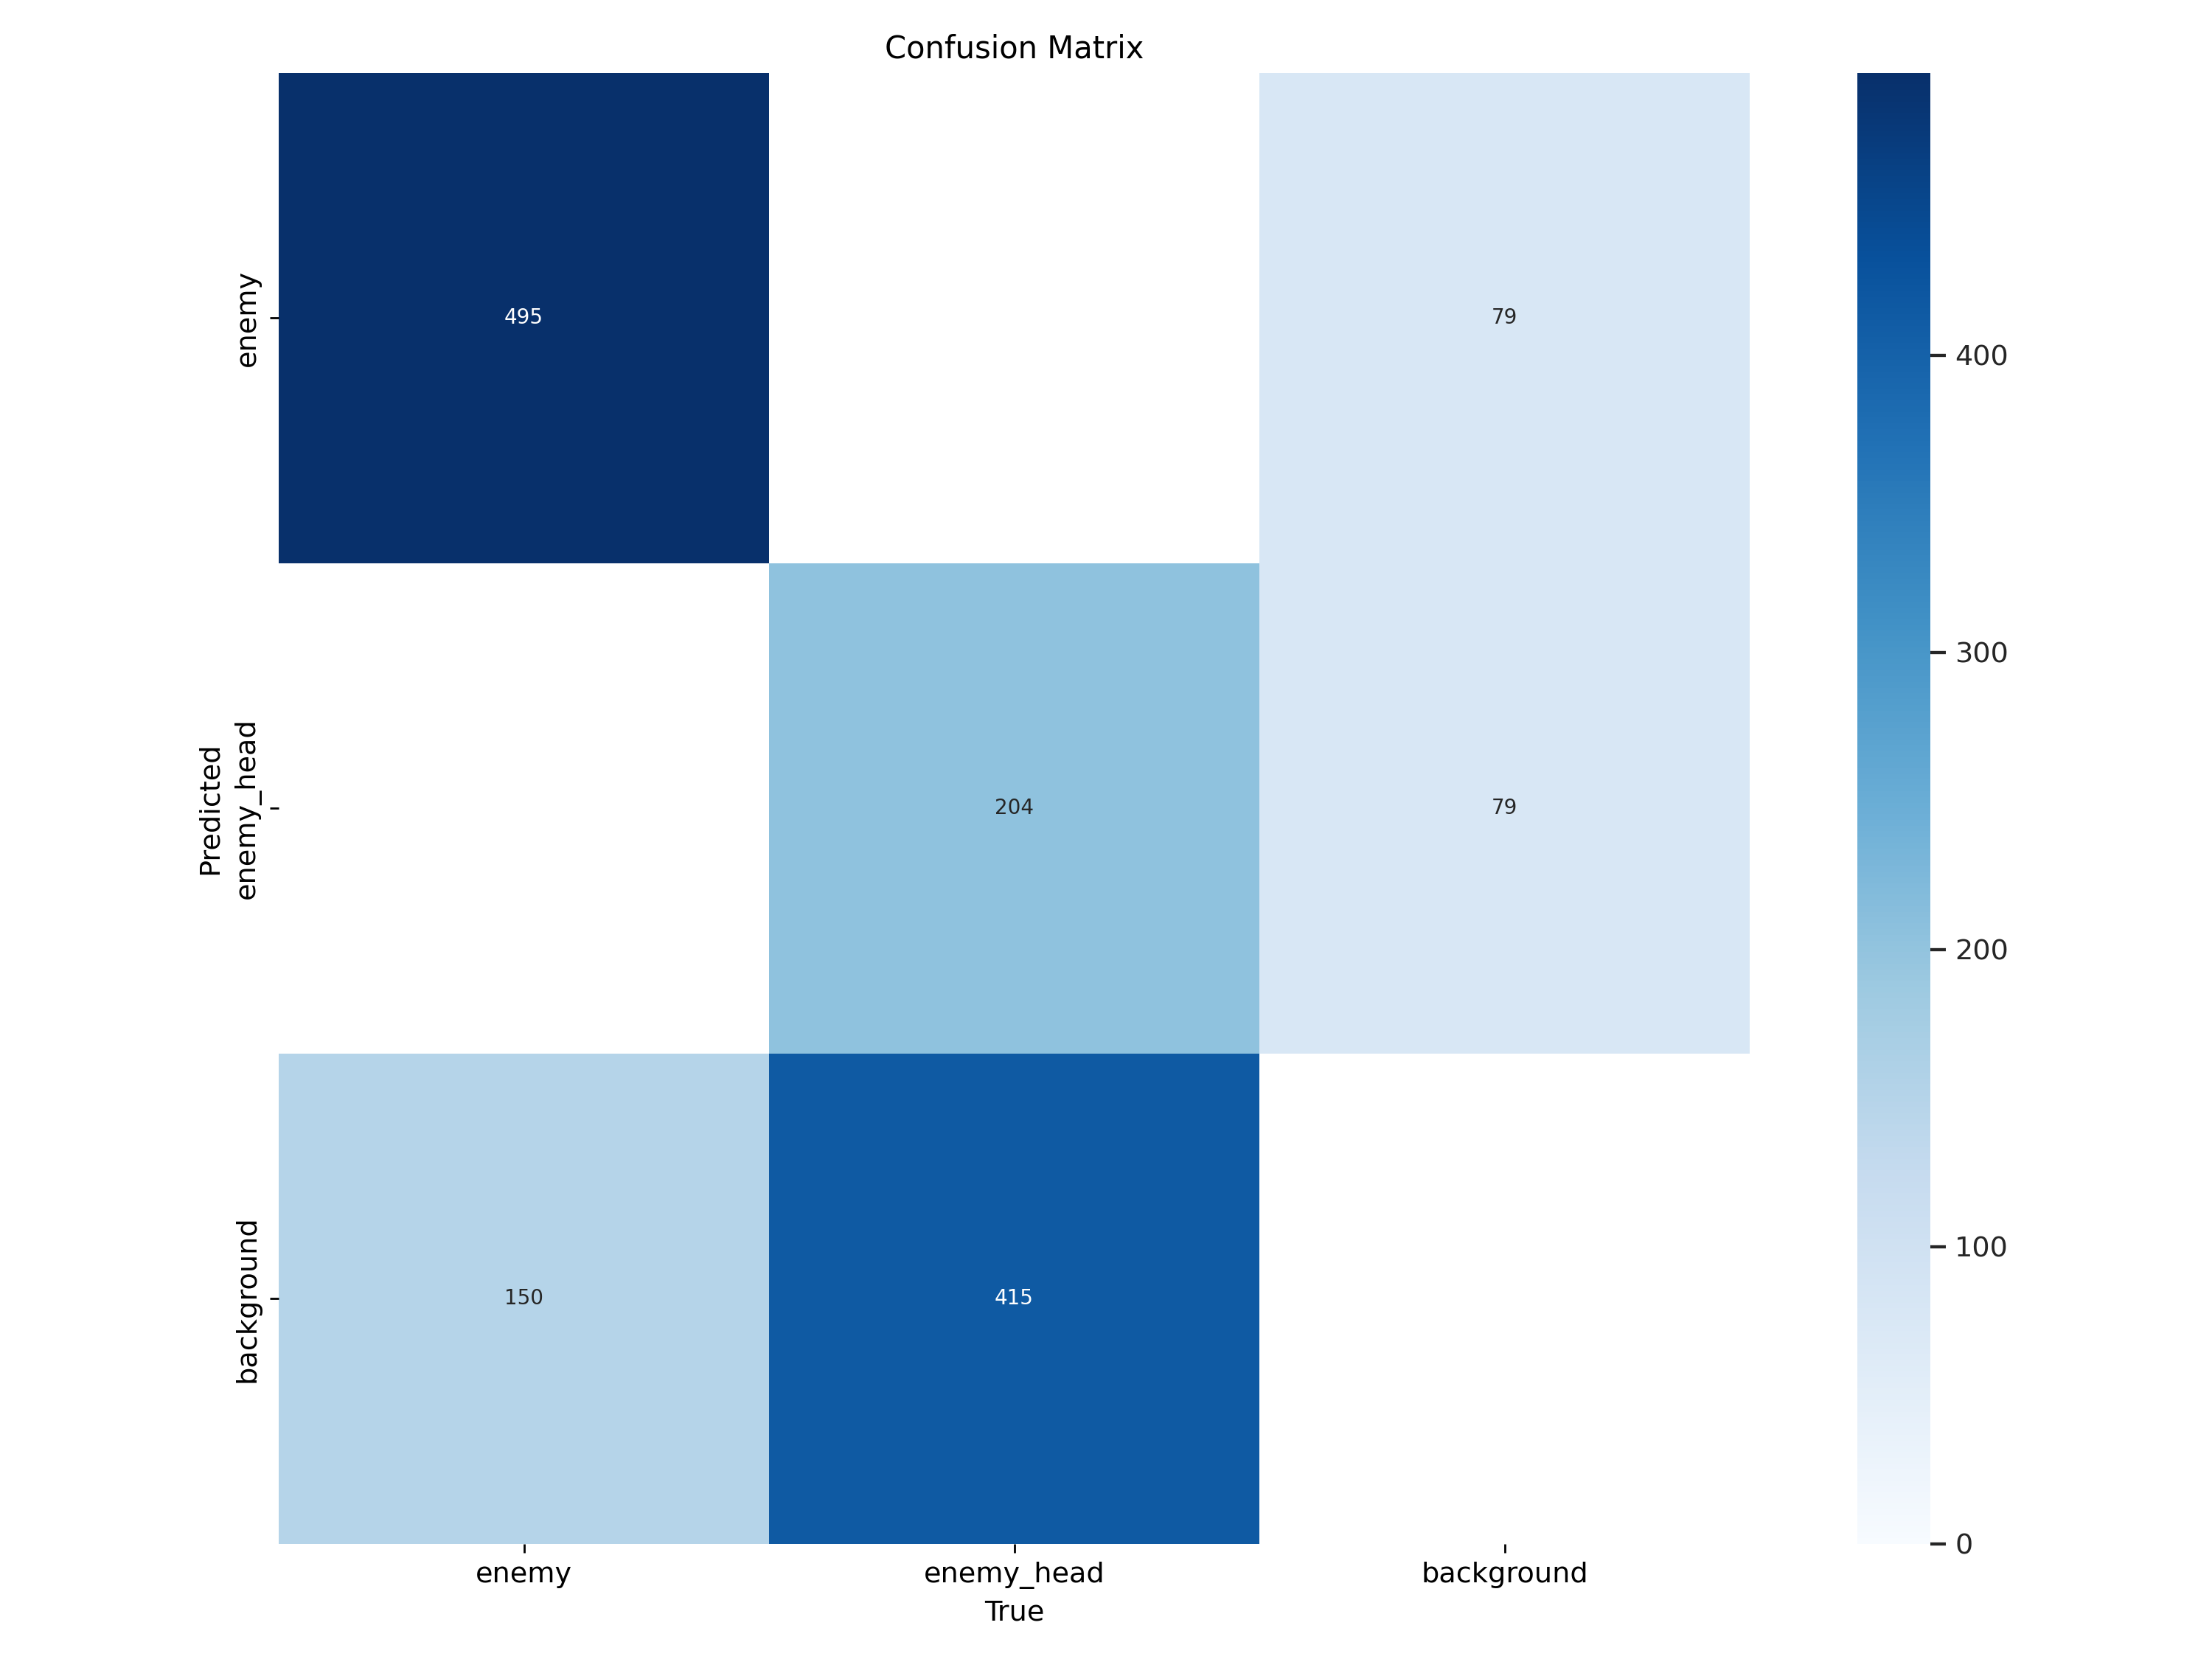 Confusion Matrix
enemy
495
79
400
300
Predicted
enemy_head
204
79
200
background
150
415
100
0
enemy
enemy_head
background
True